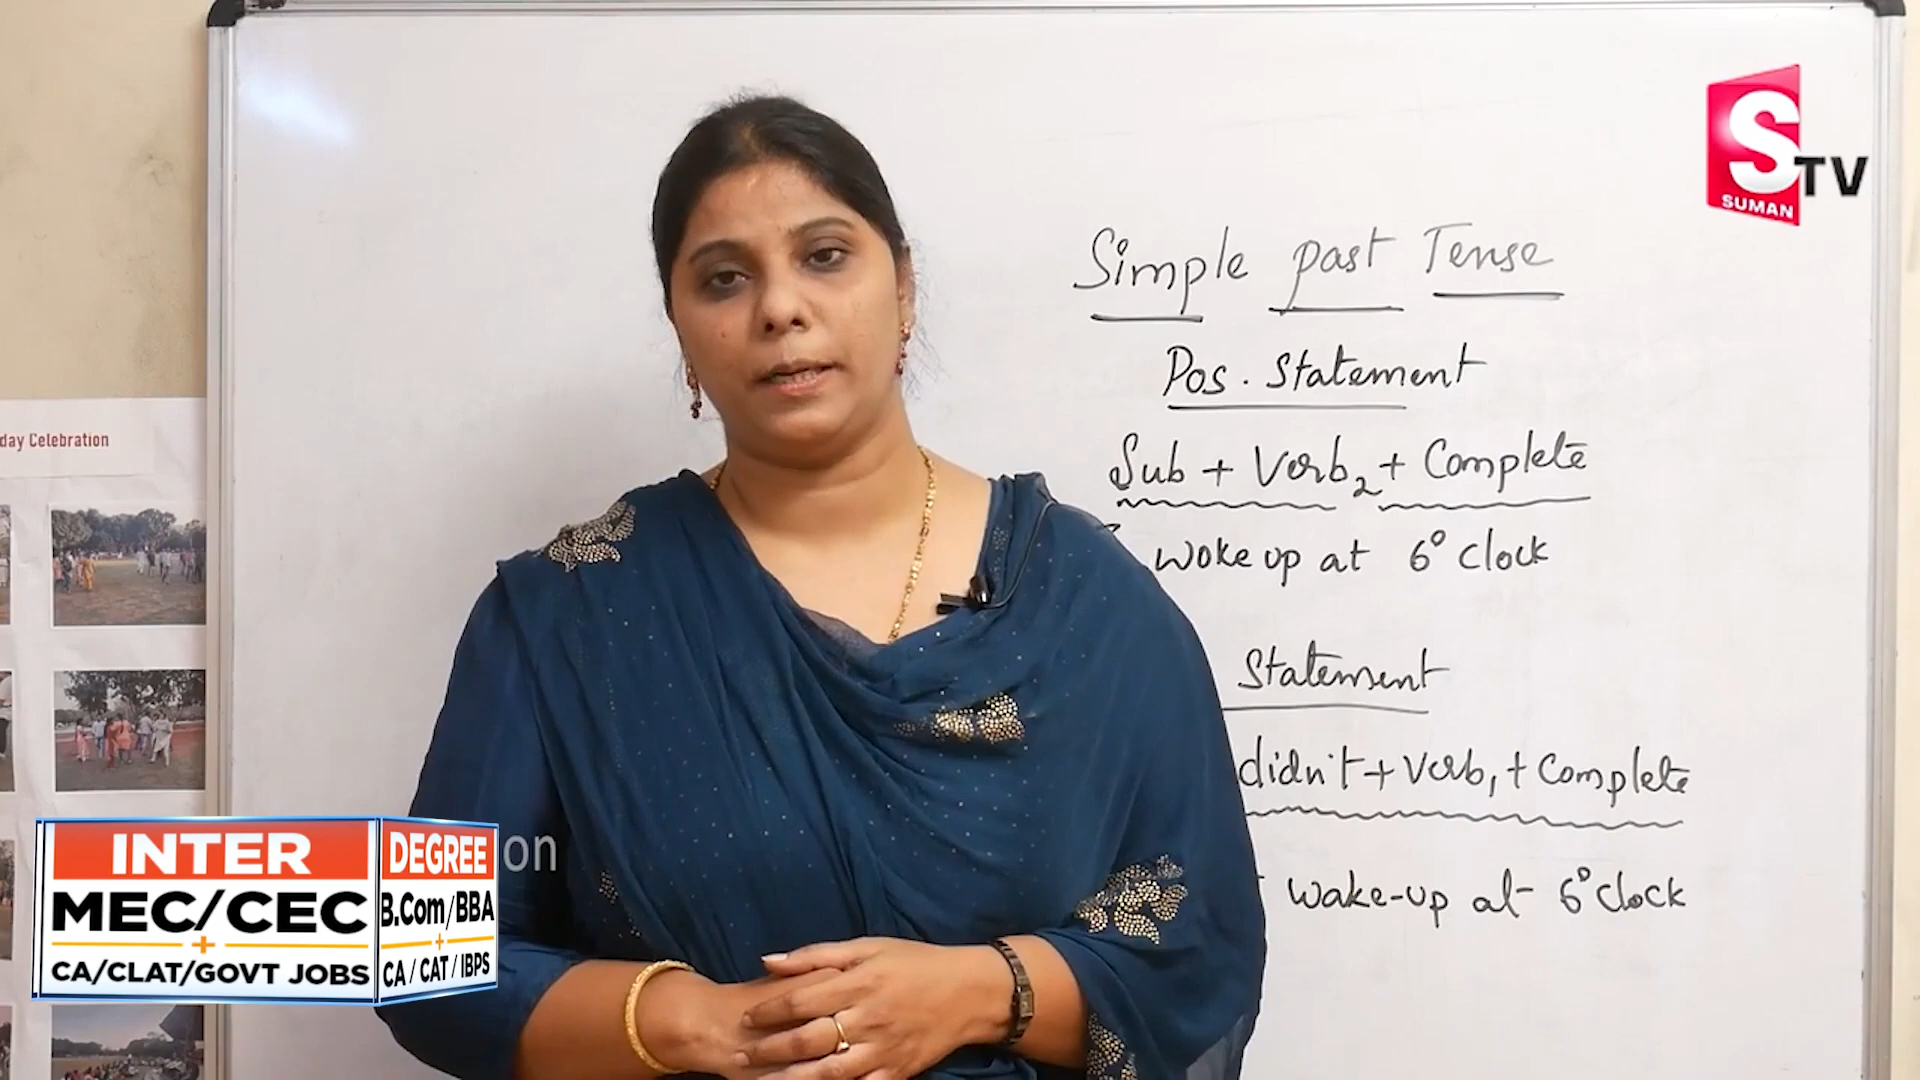 S TV
SUMAN
Simple past Tense
Pos. Statement
Sub + Verb2 + Complete
woke up at 6° clock
Statement
didn't + Verb1 + Complete
wake-up at 6° clock
day Celebration
INTER
MEC/CEC
+
CA/CLAT/GOVT JOBS
DEGREE
B.Com/BBA
+
CA / CAT / IBPS
on